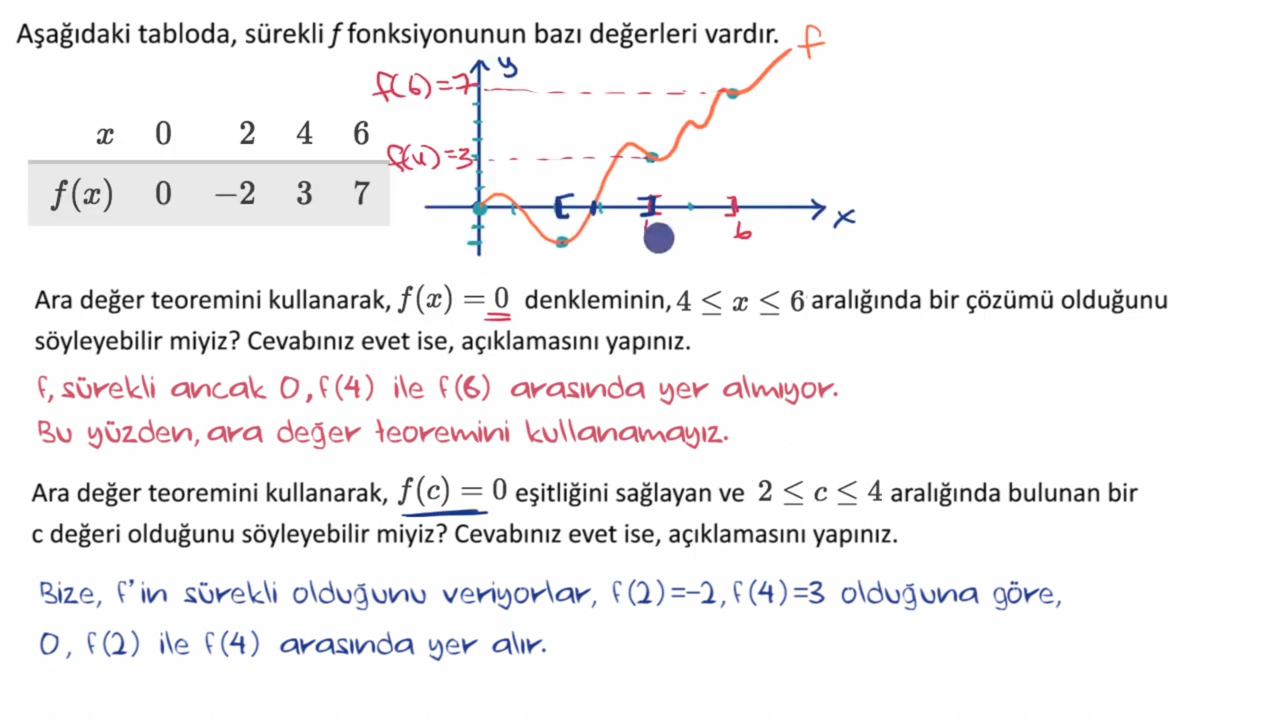 Aşağıdaki tabloda, sürekli f fonksiyonunun bazı değerleri vardır.
f
y
f(6)=7
x 0 2 4 6
f(4)=3
f(x) 0 −2 3 7
x
6
Ara değer teoremini kullanarak, f(x) = 0 denkleminin, 4 ≤ x ≤ 6 aralığında bir çözümü olduğunu
söyleyebilir miyiz? Cevabınız evet ise, açıklamasını yapınız.
f, sürekli ancak 0, f(4) ile f(6) arasında yer almıyor.
Bu yüzden, ara değer teoremini kullanamayız.
Ara değer teoremini kullanarak, f(c) = 0 eşitliğini sağlayan ve 2 ≤ c ≤ 4 aralığında bulunan bir
c değeri olduğunu söyleyebilir miyiz? Cevabınız evet ise, açıklamasını yapınız.
Bize, f'in sürekli olduğunu veriyorlar, f(2)=-2, f(4)=3 olduğuna göre,
0, f(2) ile f(4) arasında yer alır.